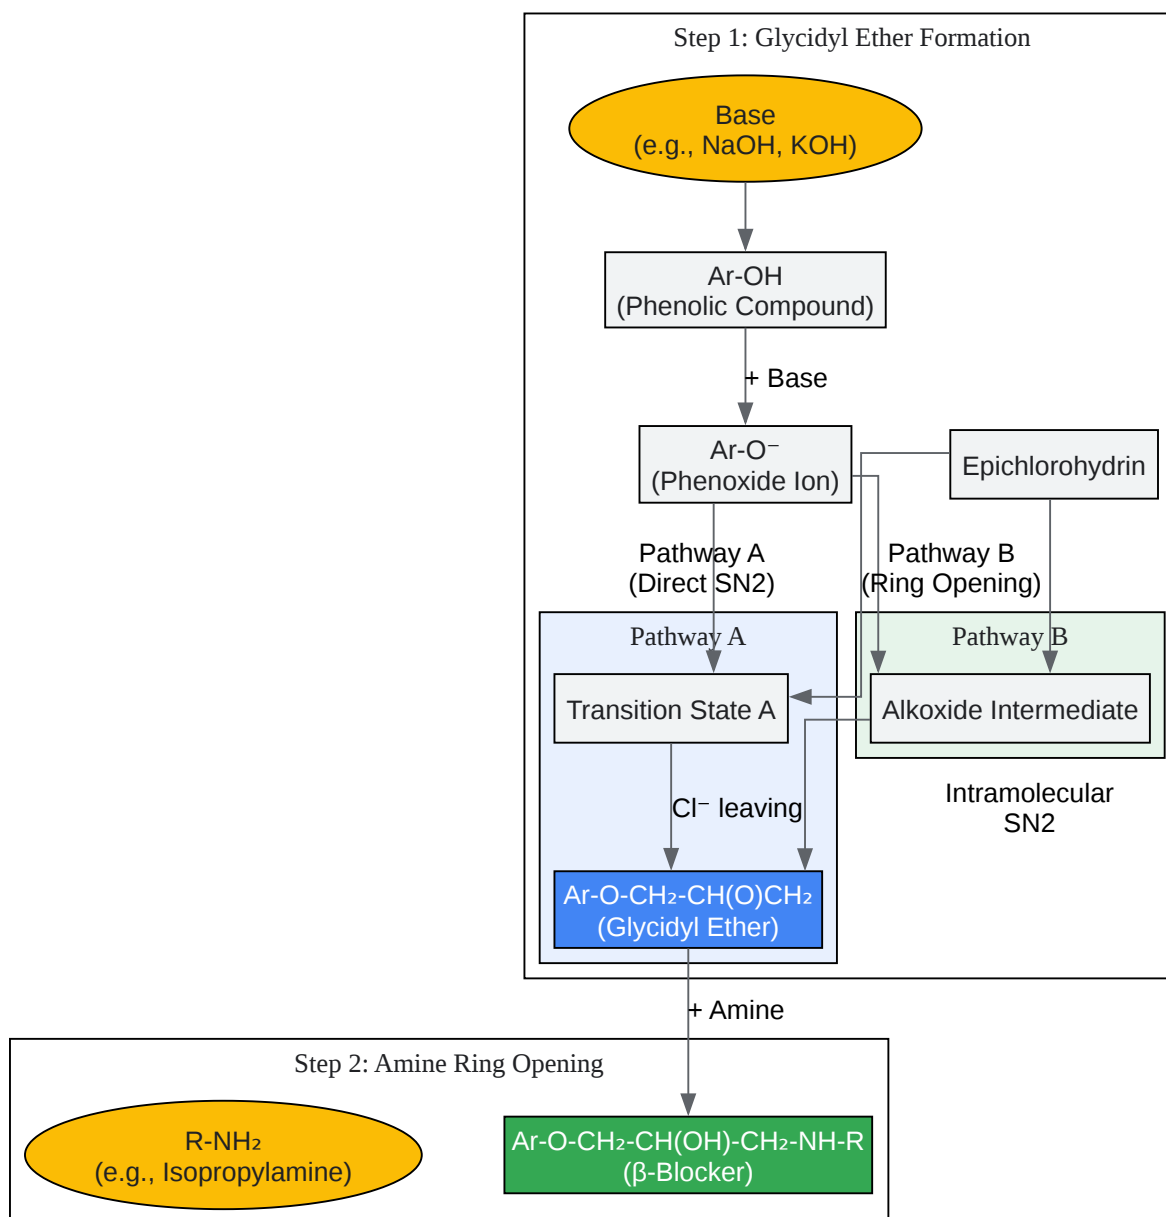 Step 1: Glycidyl Ether Formation
Base
(e.g., NaOH, KOH)
Ar-OH
(Phenolic Compound)
+ Base
Ar-O⁻
(Phenoxide Ion)
Epichlorohydrin
Pathway A
(Direct SN2)
Pathway B
(Ring Opening)
Pathway A
Pathway B
Transition State A
Alkoxide Intermediate
Cl⁻ leaving
Intramolecular
SN2
Ar-O-CH₂-CH(O)CH₂
(Glycidyl Ether)
+ Amine
Step 2: Amine Ring Opening
R-NH₂
(e.g., Isopropylamine)
Ar-O-CH₂-CH(OH)-CH₂-NH-R
(β-Blocker)